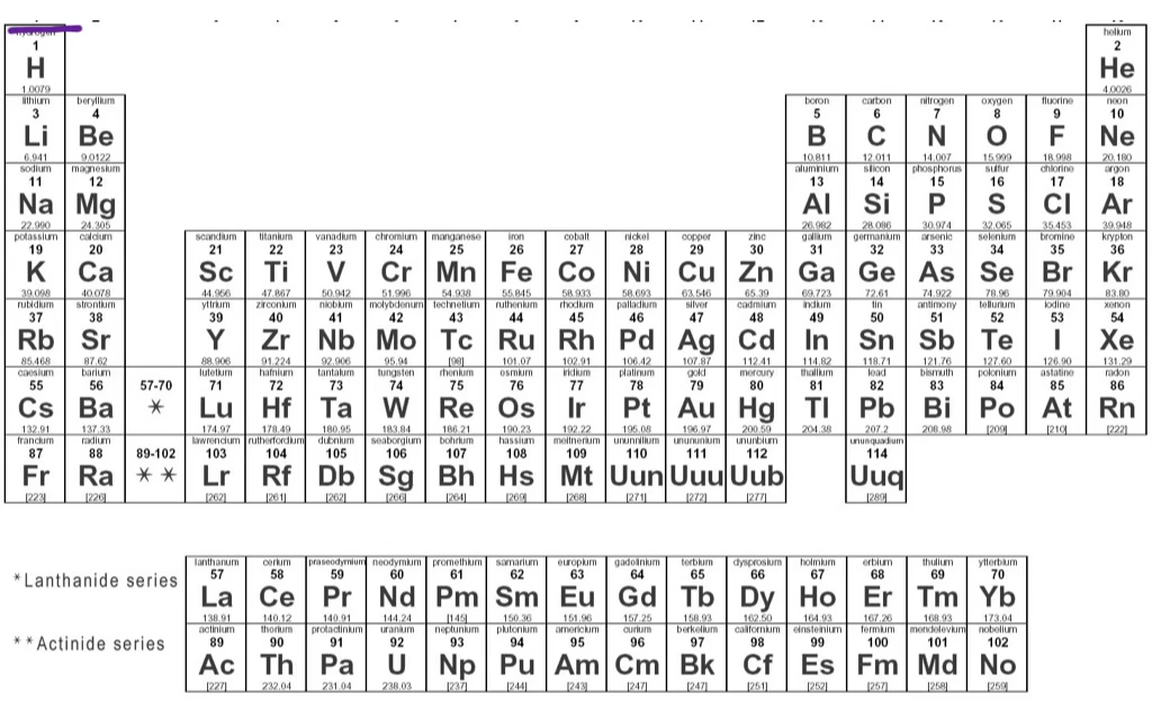 hydrogen helium
1 2
H He
1.0079 4.0026
lithium beryllium boron carbon nitrogen oxygen fluorine neon
3 4 5 6 7 8 9 10
Li Be B C N O F Ne
6.941 9.0122 10.811 12.011 14.007 15.999 18.998 20.180
sodium magnesium aluminium silicon phosphorus sulfur chlorine argon
11 12 13 14 15 16 17 18
Na Mg Al Si P S Cl Ar
22.990 24.305 26.982 28.086 30.974 32.065 35.453 39.948
potassium calcium scandium titanium vanadium chromium manganese iron cobalt nickel copper zinc gallium germanium arsenic selenium bromine krypton
19 20 21 22 23 24 25 26 27 28 29 30 31 32 33 34 35 36
K Ca Sc Ti V Cr Mn Fe Co Ni Cu Zn Ga Ge As Se Br Kr
39.098 40.078 44.956 47.867 50.942 51.996 54.938 55.845 58.933 58.693 63.546 65.39 69.723 72.61 74.922 78.96 79.904 83.80
rubidium strontium yttrium zirconium niobium molybdenum technetium ruthenium rhodium palladium silver cadmium indium tin antimony tellurium iodine xenon
37 38 39 40 41 42 43 44 45 46 47 48 49 50 51 52 53 54
Rb Sr Y Zr Nb Mo Tc Ru Rh Pd Ag Cd In Sn Sb Te I Xe
85.468 87.62 88.906 91.224 92.906 95.94 [98] 101.07 102.91 106.42 107.87 112.41 114.82 118.71 121.76 127.60 126.90 131.29
caesium barium lutetium hafnium tantalum tungsten rhenium osmium iridium platinum gold mercury thallium lead bismuth polonium astatine radon
55 56 57-70 71 72 73 74 75 76 77 78 79 80 81 82 83 84 85 86
Cs Ba * Lu Hf Ta W Re Os Ir Pt Au Hg Tl Pb Bi Po At Rn
132.91 137.33 174.97 178.49 180.95 183.84 186.21 190.23 192.22 195.08 196.97 200.59 204.38 207.2 208.98 [209] [210] [222]
francium radium lawrencium rutherfordium dubnium seaborgium bohrium hassium meitnerium ununnilium unununium ununbium ununquadium
87 88 89-102 103 104 105 106 107 108 109 110 111 112 114
Fr Ra * * Lr Rf Db Sg Bh Hs Mt Uun Uuu Uub Uuq
[223] [226] [262] [261] [262] [266] [264] [269] [268] [271] [272] [277] [289]
lanthanum cerium praseodymium neodymium promethium samarium europium gadolinium terbium dysprosium holmium erbium thulium ytterbium
*Lanthanide series 57 58 59 60 61 62 63 64 65 66 67 68 69 70
La Ce Pr Nd Pm Sm Eu Gd Tb Dy Ho Er Tm Yb
138.91 140.12 140.91 144.24 [145] 150.36 151.96 157.25 158.93 162.50 164.93 167.26 168.93 173.04
actinium thorium protactinium uranium neptunium plutonium americium curium berkelium californium einsteinium fermium mendelevium nobelium
**Actinide series 89 90 91 92 93 94 95 96 97 98 99 100 101 102
Ac Th Pa U Np Pu Am Cm Bk Cf Es Fm Md No
[227] 232.04 231.04 238.03 [237] [244] [243] [247] [247] [251] [252] [257] [258] [259]